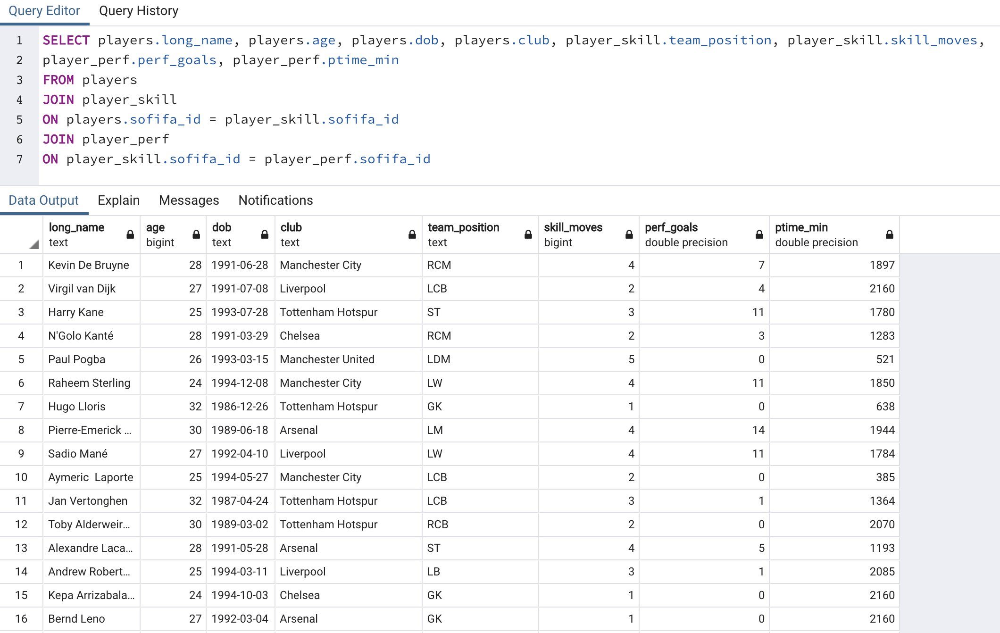 Query Editor Query History
1 SELECT players.long_name, players.age, players.dob, players.club, player_skill.team_position, player_skill.skill_moves,
2 player_perf.perf_goals, player_perf.ptime_min
3 FROM players
4 JOIN player_skill
5 ON players.sofifa_id = player_skill.sofifa_id
6 JOIN player_perf
7 ON player_skill.sofifa_id = player_perf.sofifa_id
Data Output Explain Messages Notifications
long_name age dob club team_position skill_moves perf_goals ptime_min
text bigint text text text bigint double precision double precision
1 Kevin De Bruyne 28 1991-06-28 Manchester City RCM 4 7 1897
2 Virgil van Dijk 27 1991-07-08 Liverpool LCB 2 4 2160
3 Harry Kane 25 1993-07-28 Tottenham Hotspur ST 3 11 1780
4 N'Golo Kanté 28 1991-03-29 Chelsea RCM 2 3 1283
5 Paul Pogba 26 1993-03-15 Manchester United LDM 5 0 521
6 Raheem Sterling 24 1994-12-08 Manchester City LW 4 11 1850
7 Hugo Lloris 32 1986-12-26 Tottenham Hotspur GK 1 0 638
8 Pierre-Emerick ... 30 1989-06-18 Arsenal LM 4 14 1944
9 Sadio Mané 27 1992-04-10 Liverpool LW 4 11 1784
10 Aymeric  Laporte 25 1994-05-27 Manchester City LCB 2 0 385
11 Jan Vertonghen 32 1987-04-24 Tottenham Hotspur LCB 3 1 1364
12 Toby Alderweir... 30 1989-03-02 Tottenham Hotspur RCB 2 0 2070
13 Alexandre Laca... 28 1991-05-28 Arsenal ST 4 5 1193
14 Andrew Robert... 25 1994-03-11 Liverpool LB 3 1 2085
15 Kepa Arrizabala... 24 1994-10-03 Chelsea GK 1 0 2160
16 Bernd Leno 27 1992-03-04 Arsenal GK 1 0 2160